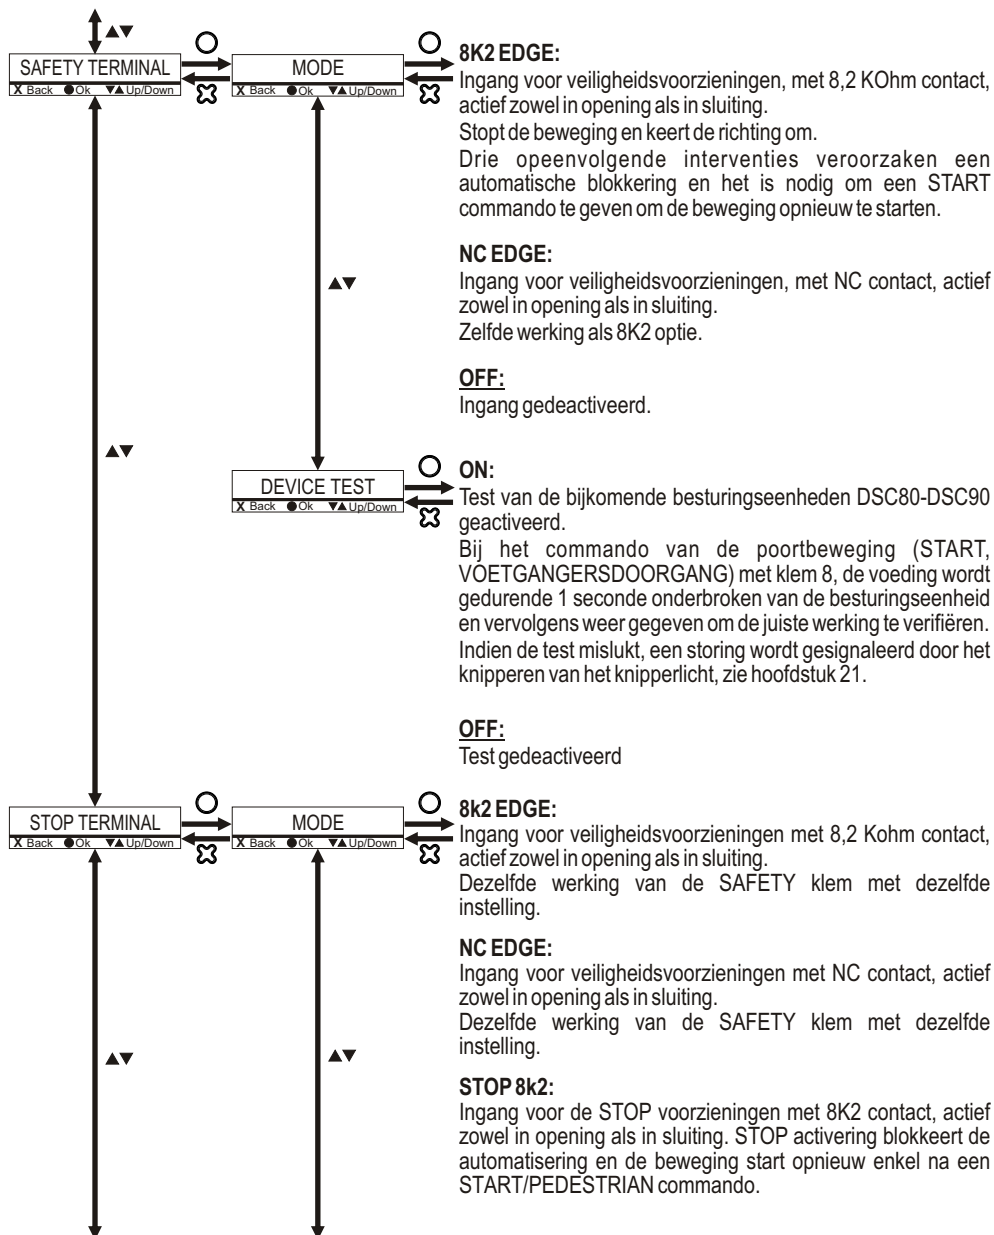 ▲▼
SAFETY TERMINAL
X Back ●Ok ▼▲Up/Down
MODE
X Back ●Ok ▼▲Up/Down
8K2 EDGE:
Ingang voor veiligheidsvoorzieningen, met 8,2 KOhm contact,
actief zowel in opening als in sluiting.
Stopt de beweging en keert de richting om.
Drie opeenvolgende interventies veroorzaken een
automatische blokkering en het is nodig om een START
commando te geven om de beweging opnieuw te starten.
NC EDGE:
Ingang voor veiligheidsvoorzieningen, met NC contact, actief
zowel in opening als in sluiting.
Zelfde werking als 8K2 optie.
▲▼
OFF:
Ingang gedeactiveerd.
▲▼
DEVICE TEST
X Back ●Ok ▼▲Up/Down
ON:
Test van de bijkomende besturingseenheden DSC80-DSC90
geactiveerd.
Bij het commando van de poortbeweging (START,
VOETGANGERSDOORGANG) met klem 8, de voeding wordt
gedurende 1 seconde onderbroken van de besturingseenheid
en vervolgens weer gegeven om de juiste werking te verifiëren.
Indien de test mislukt, een storing wordt gesignaleerd door het
knipperen van het knipperlicht, zie hoofdstuk 21.
OFF:
Test gedeactiveerd
STOP TERMINAL
X Back ●Ok ▼▲Up/Down
MODE
X Back ●Ok ▼▲Up/Down
8k2 EDGE:
Ingang voor veiligheidsvoorzieningen met 8,2 Kohm contact,
actief zowel in opening als in sluiting.
Dezelfde werking van de SAFETY klem met dezelfde
instelling.
NC EDGE:
Ingang voor veiligheidsvoorzieningen met NC contact, actief
zowel in opening als in sluiting.
Dezelfde werking van de SAFETY klem met dezelfde
instelling.
▲▼
▲▼
STOP 8k2:
Ingang voor de STOP voorzieningen met 8K2 contact, actief
zowel in opening als in sluiting. STOP activering blokkeert de
automatisering en de beweging start opnieuw enkel na een
START/PEDESTRIAN commando.